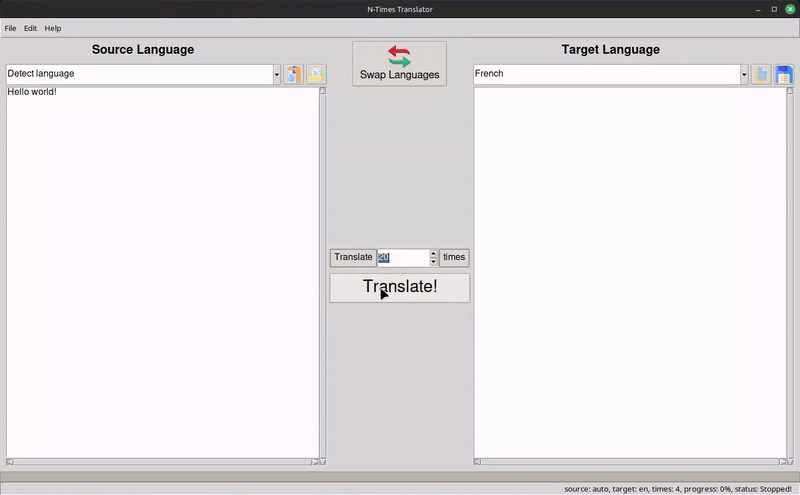 N-Times Translator
File Edit Help
Source Language
Swap Languages
Target Language
Detect language
French
Hello world!
Translate 20 times
Translate!
source: auto, target: en, times: 4, progress: 0%, status: Stopped!